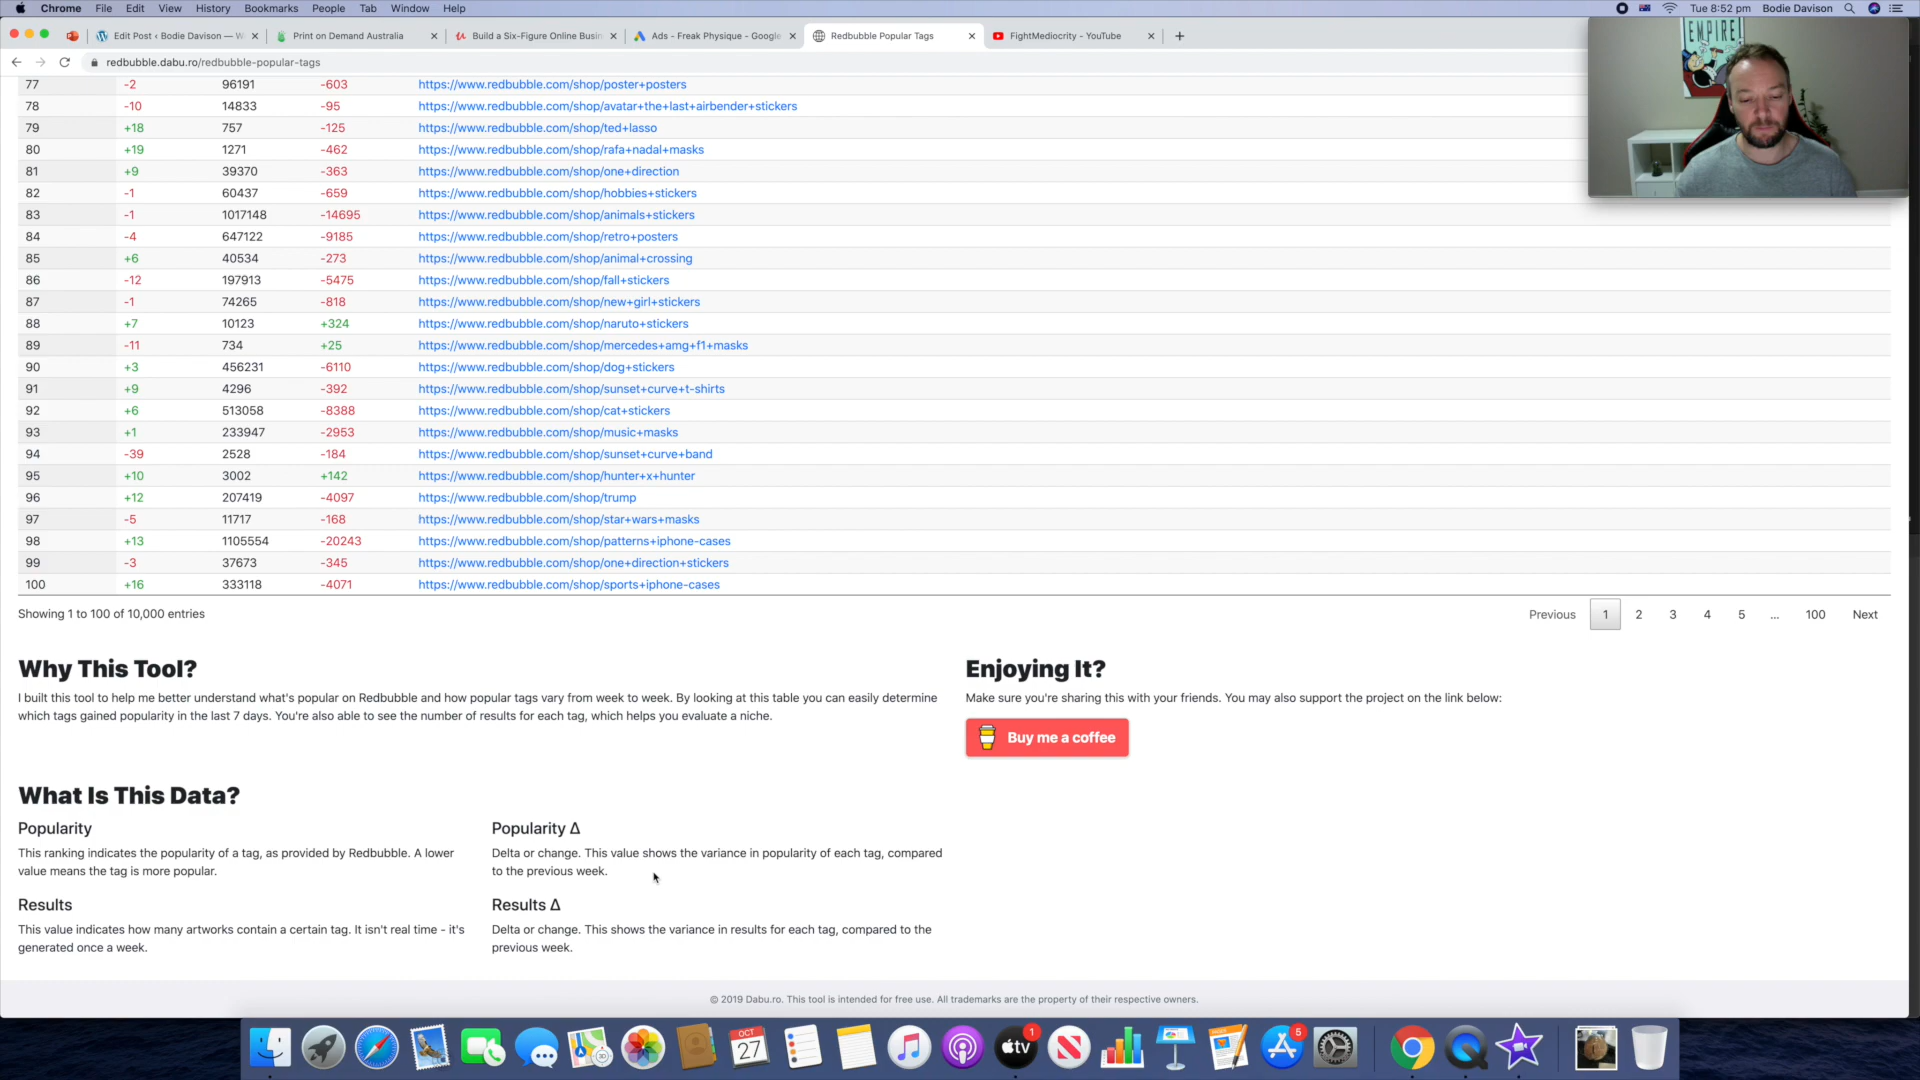 Chrome File Edit View History Bookmarks People Tab Window Help
Tue 8:52 pm Bodie Davison
Edit Post ‹ Bodie Davison — W
Print on Demand Australia
Build a Six-Figure Online Busin
Ads - Freak Physique - Google
Redbubble Popular Tags
FightMediocrity - YouTube
redbubble.dabu.ro/redbubble-popular-tags
EMPIRE
77 -2 96191 -603 https://www.redbubble.com/shop/poster+posters
78 -10 14833 -95 https://www.redbubble.com/shop/avatar+the+last+airbender+stickers
79 +18 757 -125 https://www.redbubble.com/shop/ted+lasso
80 +19 1271 -462 https://www.redbubble.com/shop/rafa+nadal+masks
81 +9 39370 -363 https://www.redbubble.com/shop/one+direction
82 -1 60437 -659 https://www.redbubble.com/shop/hobbies+stickers
83 -1 1017148 -14695 https://www.redbubble.com/shop/animals+stickers
84 -4 647122 -9185 https://www.redbubble.com/shop/retro+posters
85 +6 40534 -273 https://www.redbubble.com/shop/animal+crossing
86 -12 197913 -5475 https://www.redbubble.com/shop/fall+stickers
87 -1 74265 -818 https://www.redbubble.com/shop/new+girl+stickers
88 +7 10123 +324 https://www.redbubble.com/shop/naruto+stickers
89 -11 734 +25 https://www.redbubble.com/shop/mercedes+amg+f1+masks
90 +3 456231 -6110 https://www.redbubble.com/shop/dog+stickers
91 +9 4296 -392 https://www.redbubble.com/shop/sunset+curve+t-shirts
92 +6 513058 -8388 https://www.redbubble.com/shop/cat+stickers
93 +1 233947 -2953 https://www.redbubble.com/shop/music+masks
94 -39 2528 -184 https://www.redbubble.com/shop/sunset+curve+band
95 +10 3002 +142 https://www.redbubble.com/shop/hunter+x+hunter
96 +12 207419 -4097 https://www.redbubble.com/shop/trump
97 -5 11717 -168 https://www.redbubble.com/shop/star+wars+masks
98 +13 1105554 -20243 https://www.redbubble.com/shop/patterns+iphone-cases
99 -3 37673 -345 https://www.redbubble.com/shop/one+direction+stickers
100 +16 333118 -4071 https://www.redbubble.com/shop/sports+iphone-cases
Showing 1 to 100 of 10,000 entries
Previous 1 2 3 4 5 … 100 Next
Why This Tool?
I built this tool to help me better understand what's popular on Redbubble and how popular tags vary from week to week. By looking at this table you can easily determine
which tags gained popularity in the last 7 days. You're also able to see the number of results for each tag, which helps you evaluate a niche.
Enjoying It?
Make sure you're sharing this with your friends. You may also support the project on the link below:
Buy me a coffee
What Is This Data?
Popularity
This ranking indicates the popularity of a tag, as provided by Redbubble. A lower
value means the tag is more popular.
Popularity Δ
Delta or change. This value shows the variance in popularity of each tag, compared
to the previous week.
Results
This value indicates how many artworks contain a certain tag. It isn't real time - it's
generated once a week.
Results Δ
Delta or change. This shows the variance in results for each tag, compared to the
previous week.
© 2019 Dabu.ro. This tool is intended for free use. All trademarks are the property of their respective owners.
OCT
27
tv
1
5